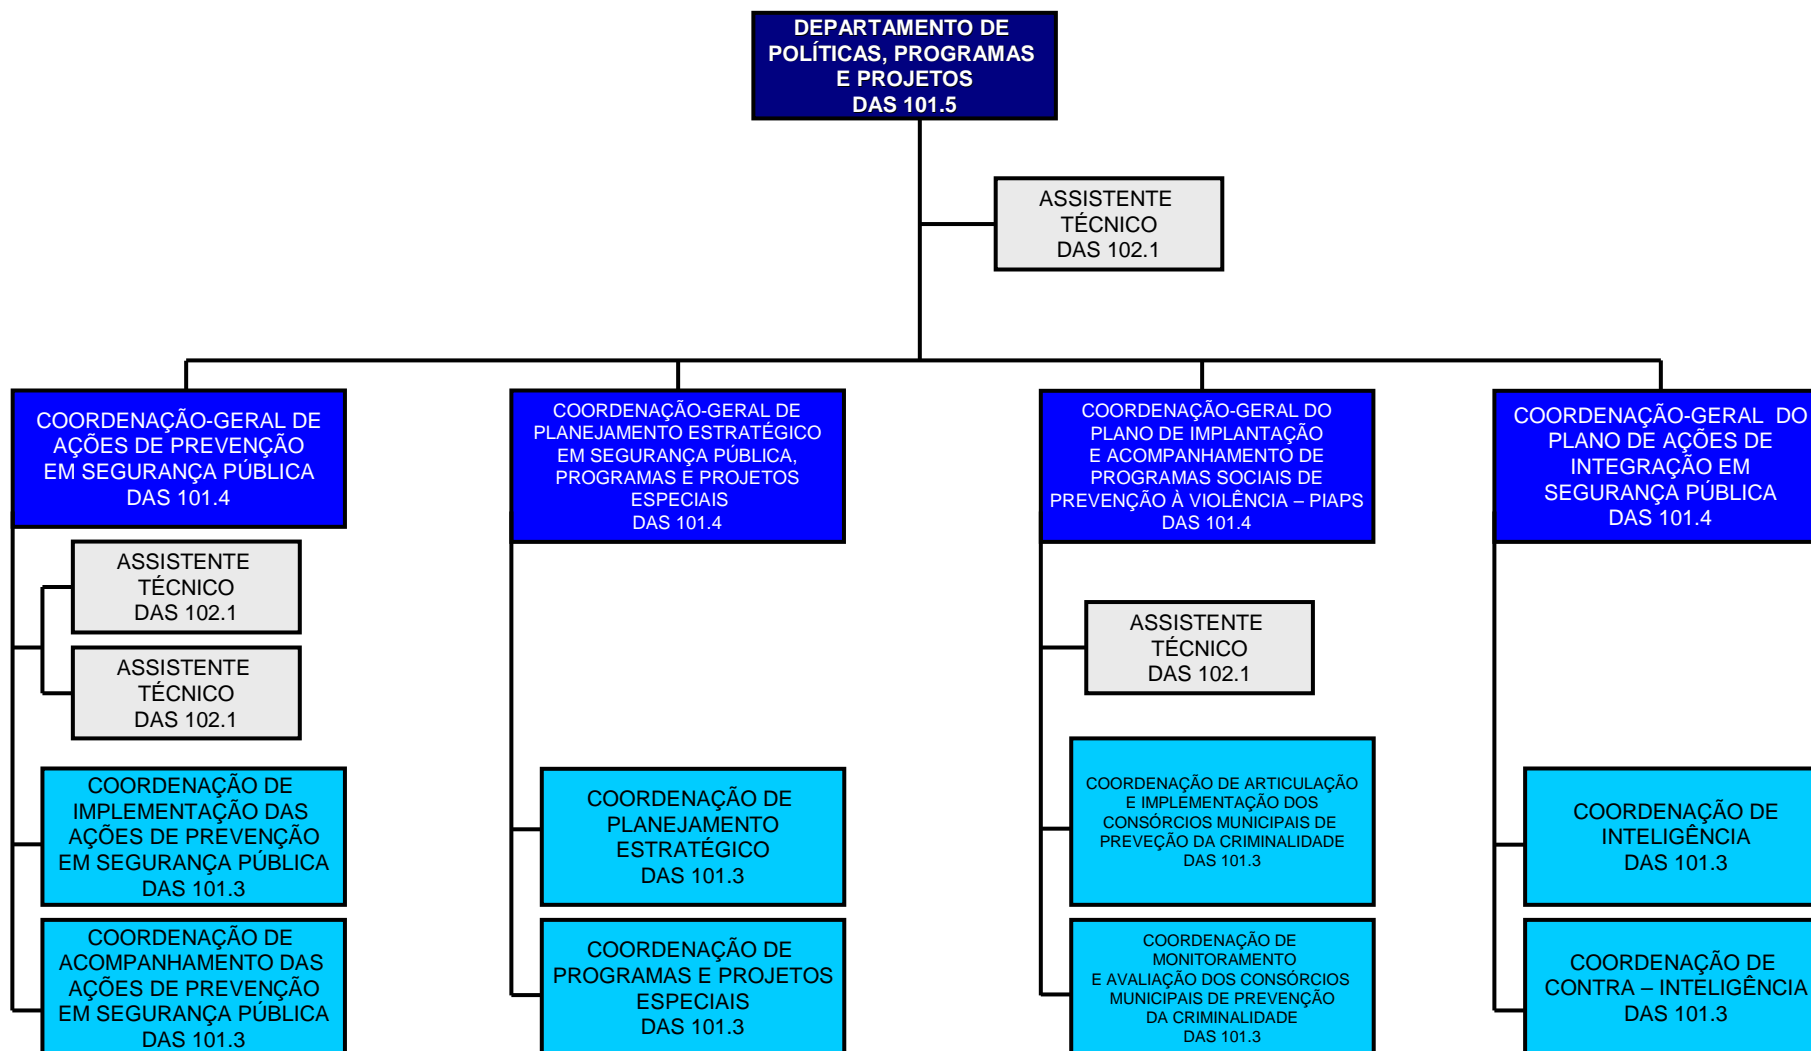 DEPARTAMENTO DE
POLÍTICAS, PROGRAMAS
E PROJETOS
DAS 101.5
ASSISTENTE
TÉCNICO
DAS 102.1
COORDENAÇÃO-GERAL DE
AÇÕES DE PREVENÇÃO
EM SEGURANÇA PÚBLICA
DAS 101.4
COORDENAÇÃO-GERAL DE
PLANEJAMENTO ESTRATÉGICO
EM SEGURANÇA PÚBLICA,
PROGRAMAS E PROJETOS
ESPECIAIS
DAS 101.4
COORDENAÇÃO-GERAL DO
PLANO DE IMPLANTAÇÃO
E ACOMPANHAMENTO DE
PROGRAMAS SOCIAIS DE
PREVENÇÃO À VIOLÊNCIA – PIAPS
DAS 101.4
COORDENAÇÃO-GERAL DO
PLANO DE AÇÕES DE
INTEGRAÇÃO EM
SEGURANÇA PÚBLICA
DAS 101.4
ASSISTENTE
TÉCNICO
DAS 102.1
ASSISTENTE
TÉCNICO
DAS 102.1
ASSISTENTE
TÉCNICO
DAS 102.1
COORDENAÇÃO DE
IMPLEMENTAÇÃO DAS
AÇÕES DE PREVENÇÃO
EM SEGURANÇA PÚBLICA
DAS 101.3
COORDENAÇÃO DE
PLANEJAMENTO
ESTRATÉGICO
DAS 101.3
COORDENAÇÃO DE ARTICULAÇÃO
E IMPLEMENTAÇÃO DOS
CONSÓRCIOS MUNICIPAIS DE
PREVEÇÃO DA CRIMINALIDADE
DAS 101.3
COORDENAÇÃO DE
INTELIGÊNCIA
DAS 101.3
COORDENAÇÃO DE
ACOMPANHAMENTO DAS
AÇÕES DE PREVENÇÃO
EM SEGURANÇA PÚBLICA
DAS 101.3
COORDENAÇÃO DE
PROGRAMAS E PROJETOS
ESPECIAIS
DAS 101.3
COORDENAÇÃO DE
MONITORAMENTO
E AVALIAÇÃO DOS CONSÓRCIOS
MUNICIPAIS DE PREVENÇÃO
DA CRIMINALIDADE
DAS 101.3
COORDENAÇÃO DE
CONTRA – INTELIGÊNCIA
DAS 101.3